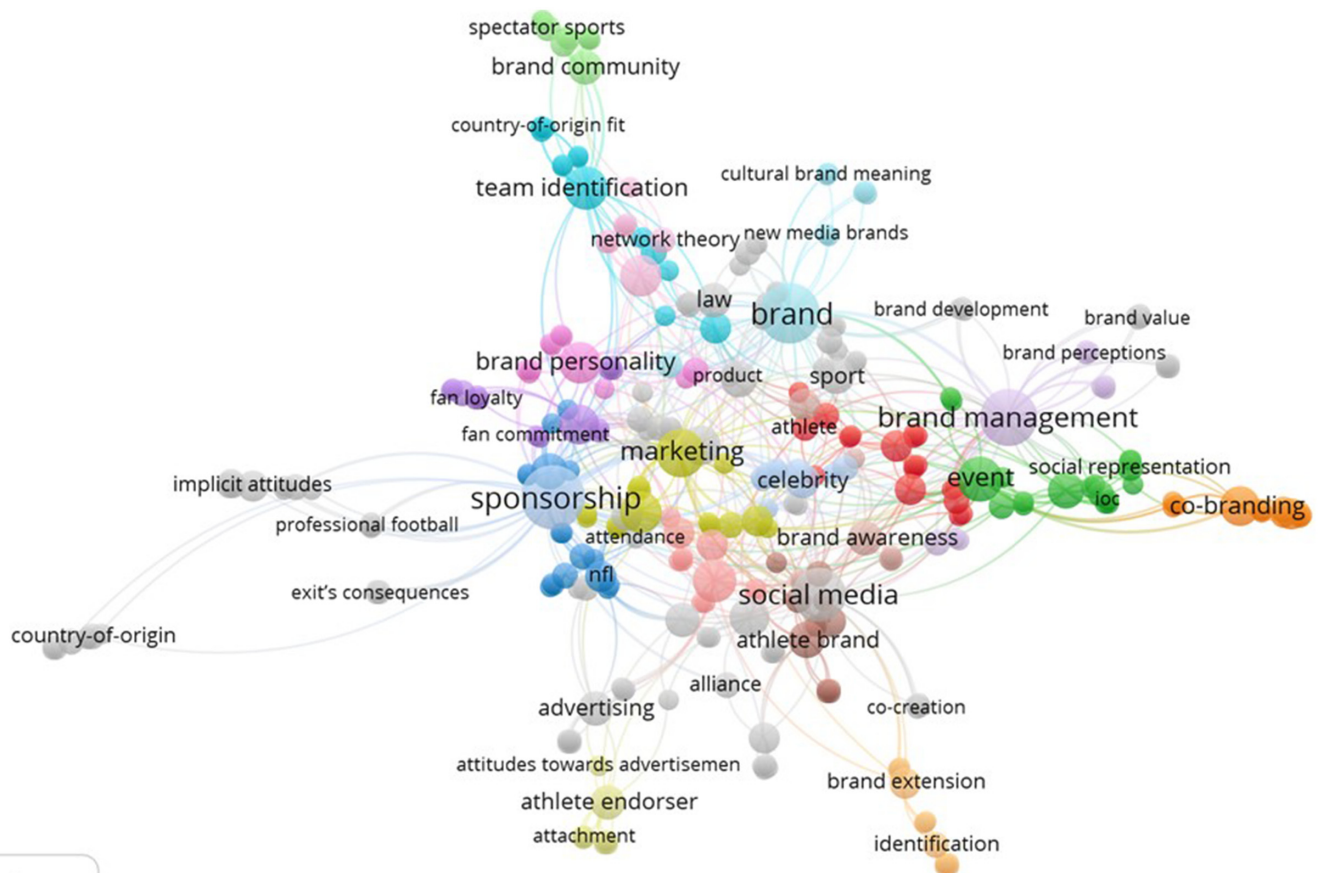 spectator sports
brand community
country-of-origin fit
cultural brand meaning
team identification
new media brands
network theory
law
brand
brand development
brand value
brand perceptions
brand personality
product
sport
fan loyalty
brand management
athlete
fan commitment
marketing
social representation
event
celebrity
implicit attitudes
ioc
sponsorship
co-branding
professional football
attendance
brand awareness
nfl
exit's consequences
social media
country-of-origin
athlete brand
alliance
advertising
co-creation
attitudes towards advertisemen
brand extension
athlete endorser
attachment
identification